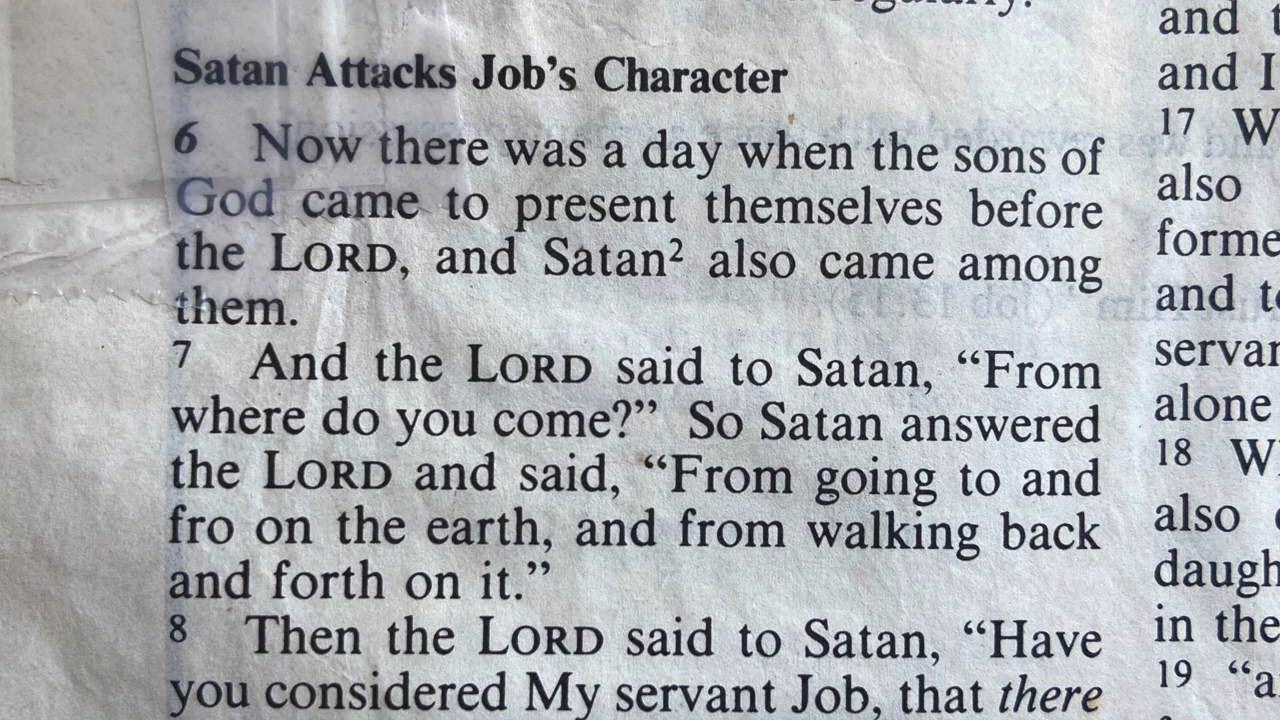 regularly.
Satan Attacks Job's Character
6 Now there was a day when the sons of
God came to present themselves before
the LORD, and Satan² also came among
them.
7 And the LORD said to Satan, “From
where do you come?” So Satan answered
the LORD and said, “From going to and
fro on the earth, and from walking back
and forth on it.”
8 Then the LORD said to Satan, “Have
you considered My servant Job, that there
and
and I
17
also
and
alone
18
also
in the
19